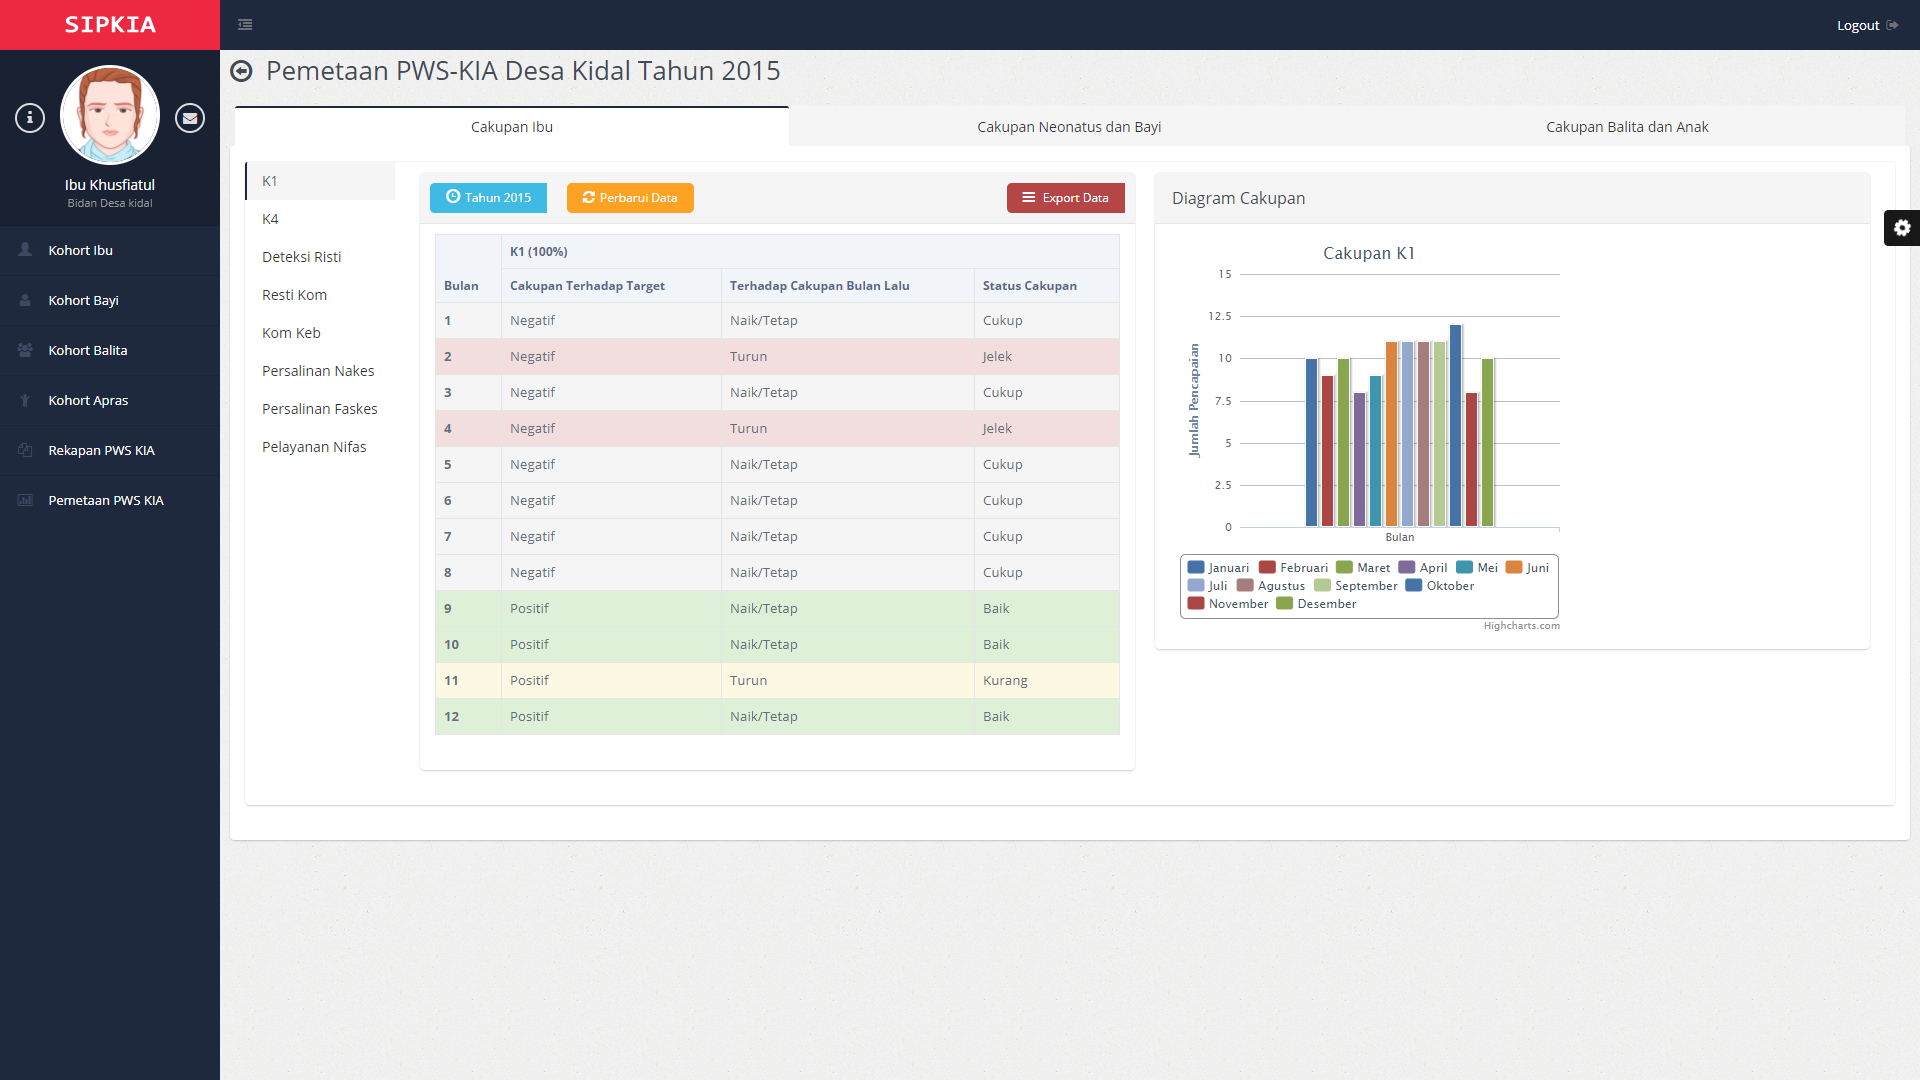 SIPKIA
Logout
Ibu Khusfiatul
Bidan Desa kidal
Kohort Ibu
Kohort Bayi
Kohort Balita
Kohort Apras
Rekapan PWS KIA
Pemetaan PWS KIA
Pemetaan PWS-KIA Desa Kidal Tahun 2015
Cakupan Ibu Cakupan Neonatus dan Bayi Cakupan Balita dan Anak
K1
K4
Deteksi Risti
Resti Kom
Kom Keb
Persalinan Nakes
Persalinan Faskes
Pelayanan Nifas
Tahun 2015 Perbarui Data Export Data
K1 (100%)
Bulan Cakupan Terhadap Target Terhadap Cakupan Bulan Lalu Status Cakupan
1 Negatif Naik/Tetap Cukup
2 Negatif Turun Jelek
3 Negatif Naik/Tetap Cukup
4 Negatif Turun Jelek
5 Negatif Naik/Tetap Cukup
6 Negatif Naik/Tetap Cukup
7 Negatif Naik/Tetap Cukup
8 Negatif Naik/Tetap Cukup
9 Positif Naik/Tetap Baik
10 Positif Naik/Tetap Baik
11 Positif Turun Kurang
12 Positif Naik/Tetap Baik
Diagram Cakupan
Cakupan K1
Jumlah Pencapaian
15
12.5
10
7.5
5
2.5
0
Bulan
Januari Februari Maret April Mei Juni
Juli Agustus September Oktober
November Desember
Highcharts.com